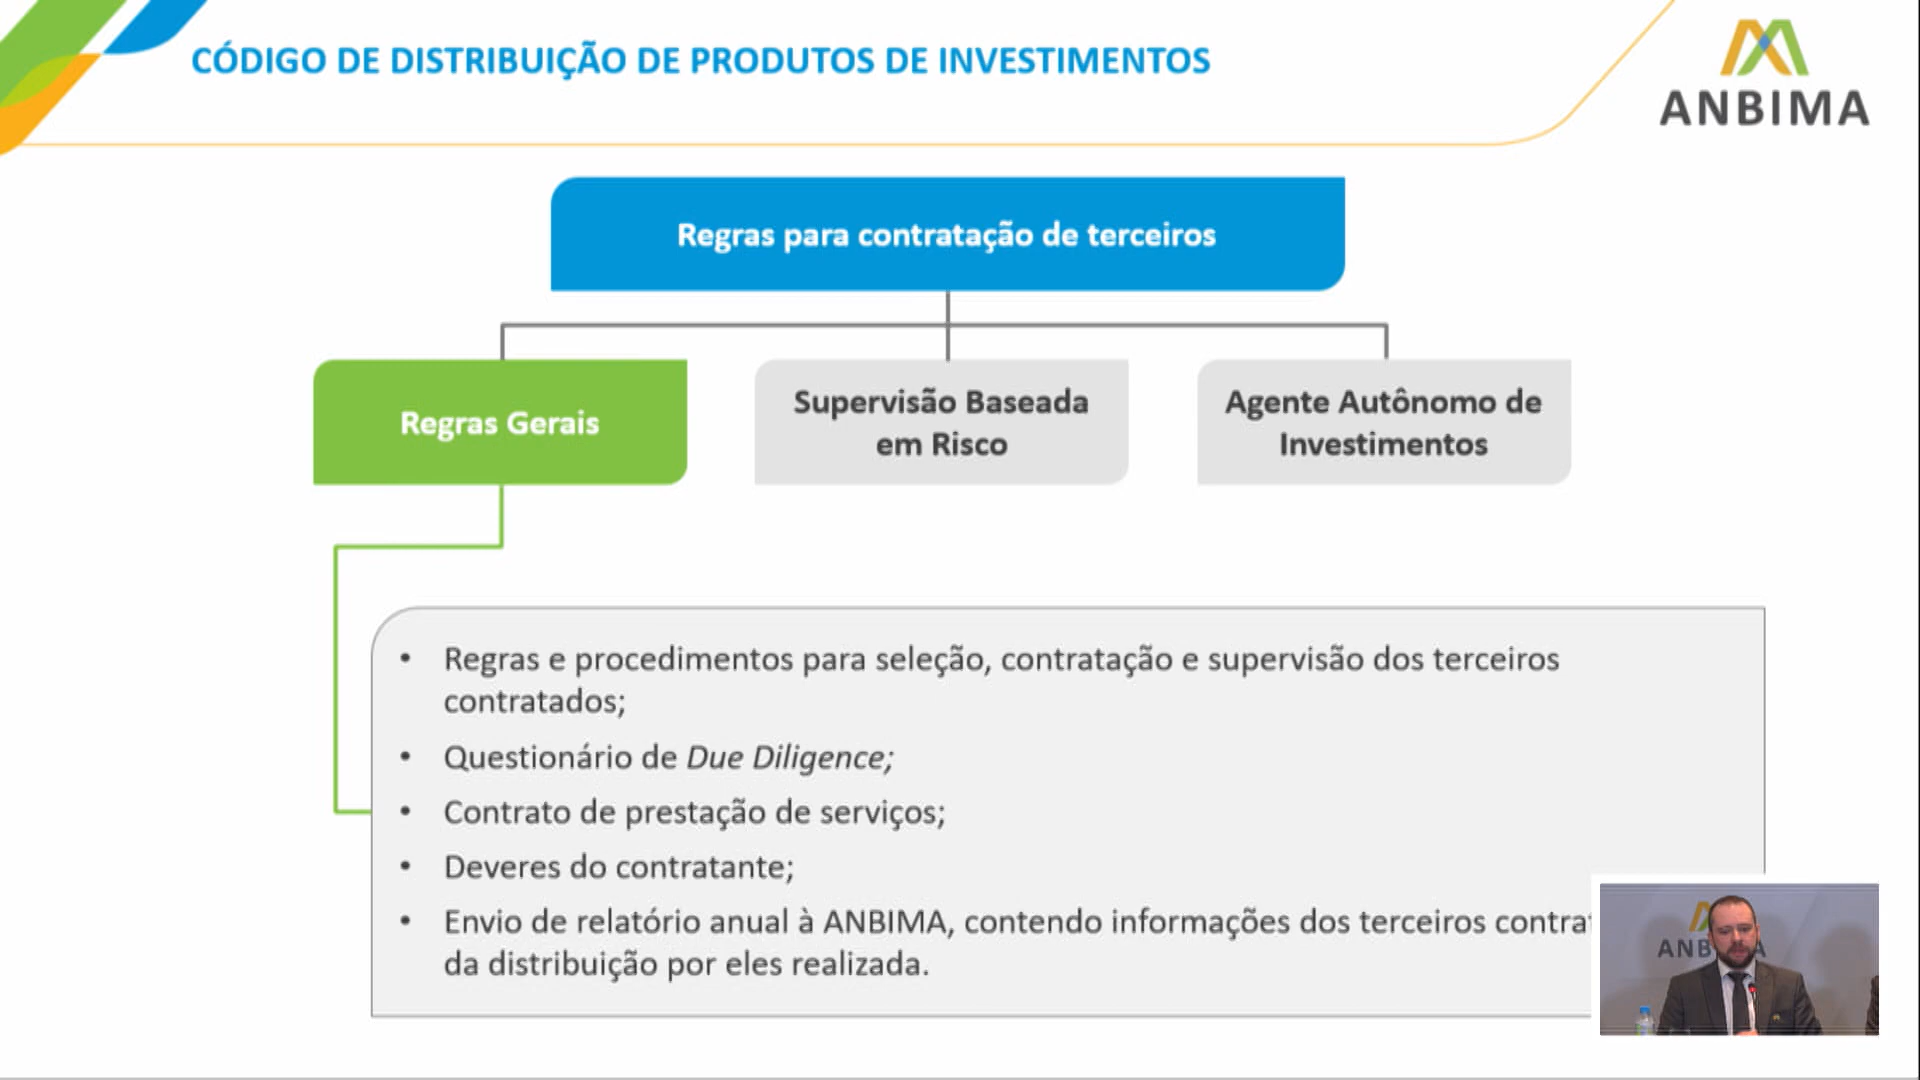 CÓDIGO DE DISTRIBUIÇÃO DE PRODUTOS DE INVESTIMENTOS
ANBIMA
Regras para contratação de terceiros
Regras Gerais
Supervisão Baseada
em Risco
Agente Autônomo de
Investimentos
• Regras e procedimentos para seleção, contratação e supervisão dos terceiros
contratados;
• Questionário de Due Diligence;
• Contrato de prestação de serviços;
• Deveres do contratante;
• Envio de relatório anual à ANBIMA, contendo informações dos terceiros
da distribuição por eles realizada.